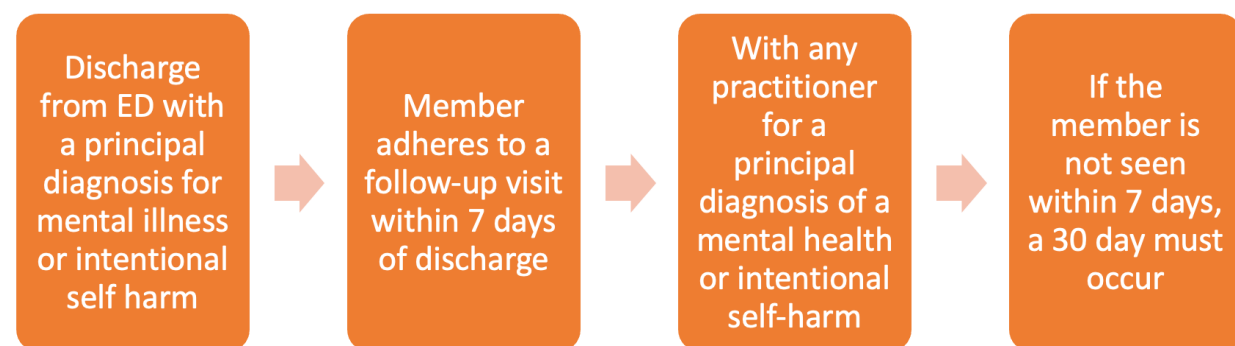 Discharge
from ED with
a principal
diagnosis for
mental illness
or intentional
self harm
Member
adheres to a
follow-up visit
within 7 days
of discharge
With any
practitioner
for a
principal
diagnosis of a
mental health
or intentional
self-harm
If the
member is
not seen
within 7 days,
a 30 day must
occur